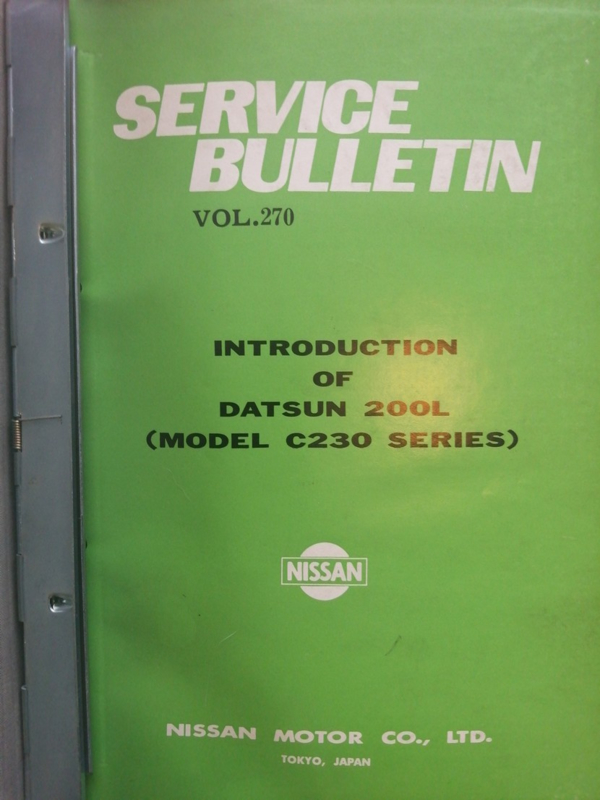 SERVICE
BULLETIN
VOL.270
INTRODUCTION
OF
DATSUN 200L
(MODEL C230 SERIES)
NISSAN
NISSAN MOTOR CO., LTD.
TOKYO, JAPAN